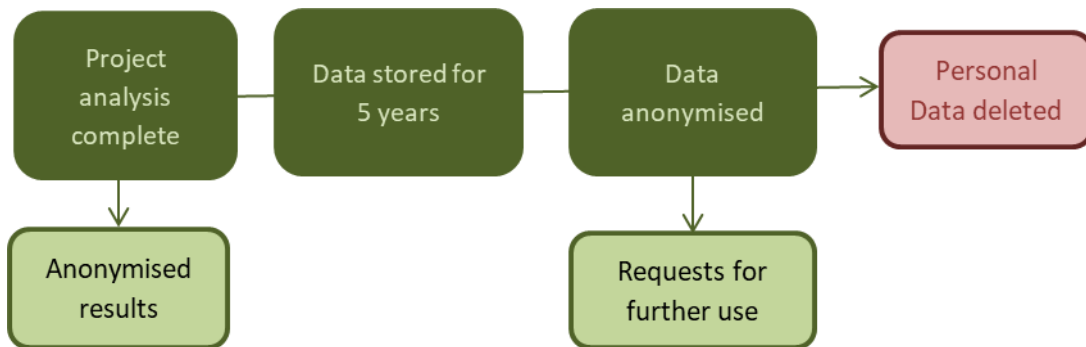 Project
analysis
complete
Data stored for
5 years
Data
anonymised
Personal
Data deleted
Anonymised
results
Requests for
further use